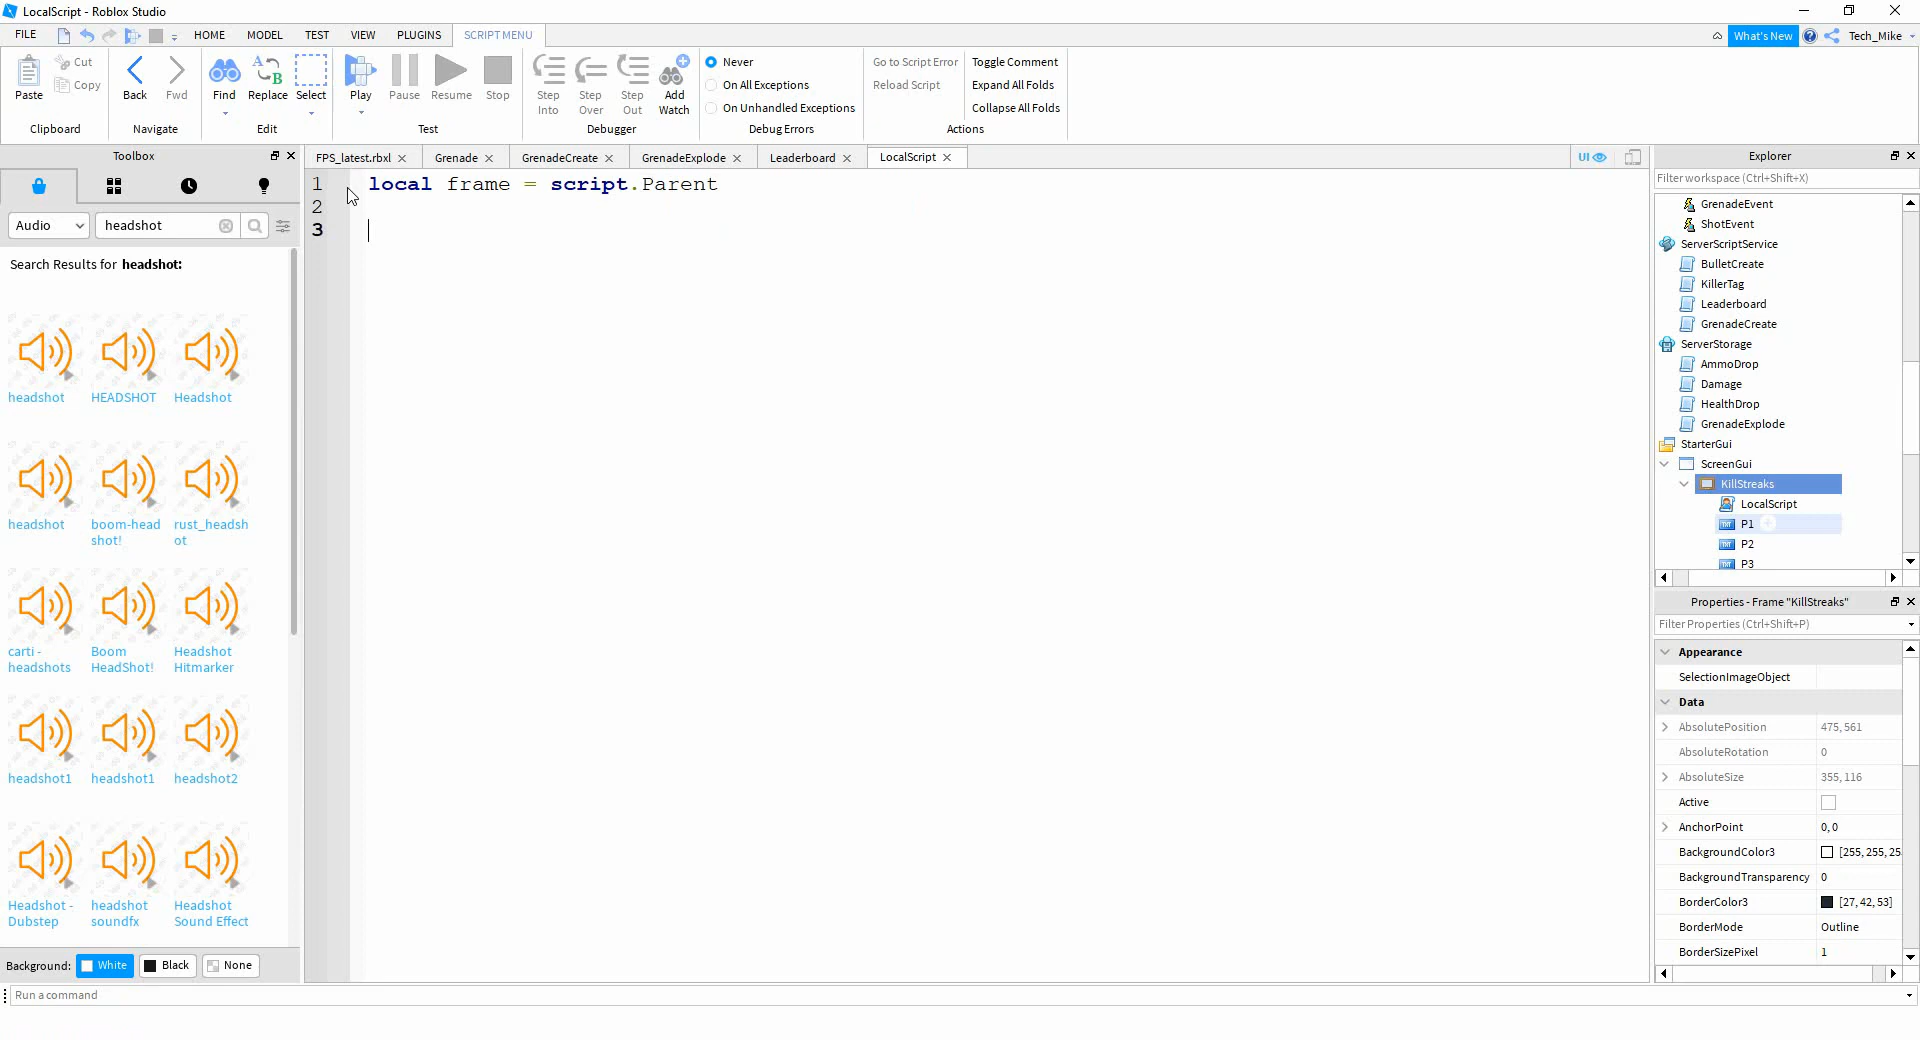 LocalScript - Roblox Studio
FILE
HOME
MODEL
TEST
VIEW
PLUGINS
SCRIPT MENU
What's New
Tech_Mike
Paste
Cut
Copy
Clipboard
Back
Fwd
Navigate
Find
Replace
Select
Edit
Play
Pause
Resume
Stop
Test
Step Into
Step Over
Step Out
Add Watch
Debugger
Never
On All Exceptions
On Unhandled Exceptions
Debug Errors
Go to Script Error
Reload Script
Toggle Comment
Expand All Folds
Collapse All Folds
Actions
Toolbox
Audio
headshot
Search Results for headshot:
headshot
HEADSHOT
Headshot
headshot
boom-head shot!
rust_headsh ot
carti - headshots
Boom HeadShot!
Headshot Hitmarker
headshot1
headshot1
headshot2
Headshot - Dubstep
headshot soundfx
Headshot Sound Effect
Background:
White
Black
None
Run a command
FPS_latest.rbxl
Grenade
GrenadeCreate
GrenadeExplode
Leaderboard
LocalScript
UI
1 local frame = script.Parent
2
3
Explorer
Filter workspace (Ctrl+Shift+X)
GrenadeEvent
ShotEvent
ServerScriptService
BulletCreate
KillerTag
Leaderboard
GrenadeCreate
ServerStorage
AmmoDrop
Damage
HealthDrop
GrenadeExplode
StarterGui
ScreenGui
KillStreaks
LocalScript
P1
P2
P3
Properties - Frame "KillStreaks"
Filter Properties (Ctrl+Shift+P)
Appearance
SelectionImageObject
Data
AbsolutePosition 475, 561
AbsoluteRotation 0
AbsoluteSize 355, 116
Active
AnchorPoint 0, 0
BackgroundColor3 [255, 255, 25
BackgroundTransparency 0
BorderColor3 [27, 42, 53]
BorderMode Outline
BorderSizePixel 1